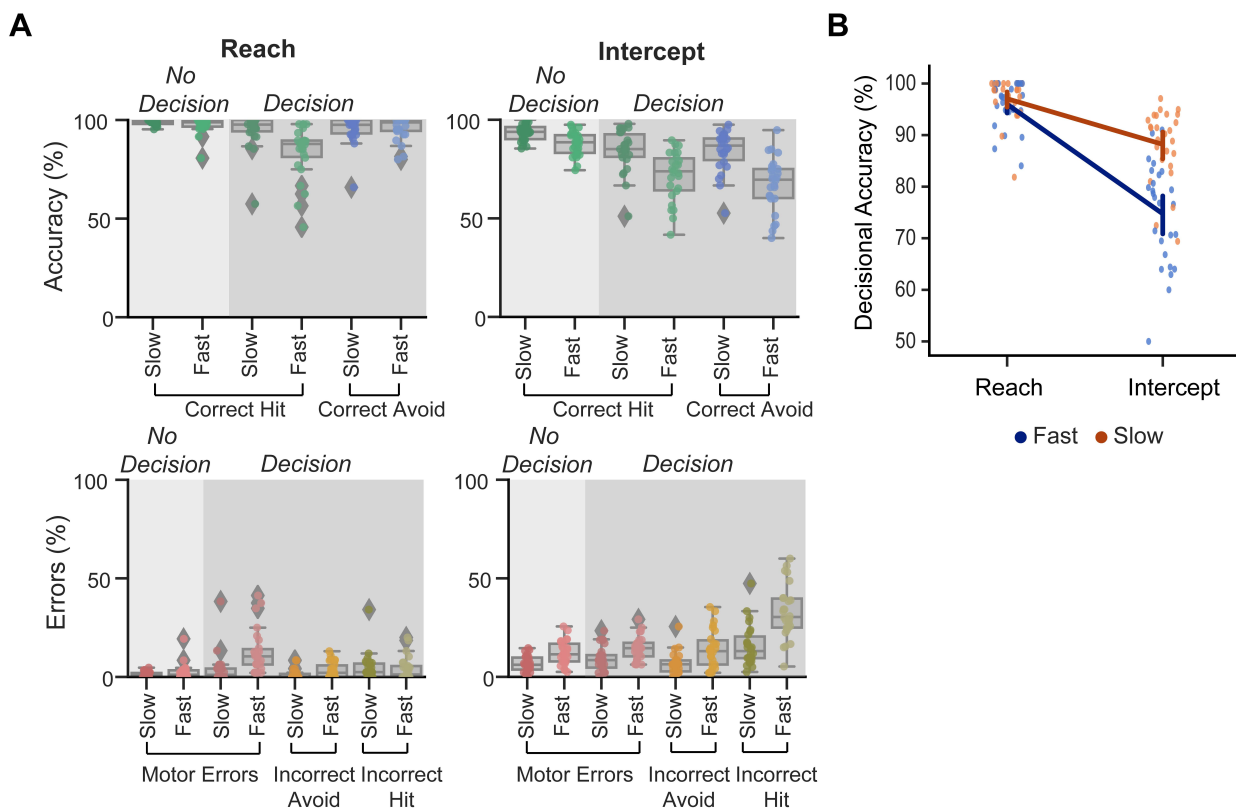 A
B
Reach
Intercept
No
Decision
Decision
No
Decision
Decision
Accuracy (%)
100
50
0
100
50
0
Slow
Fast
Slow
Fast
Slow
Fast
Slow
Fast
Slow
Fast
Slow
Fast
Correct Hit
Correct Avoid
Correct Hit
Correct Avoid
No
Decision
Decision
No
Decision
Decision
Errors (%)
100
50
0
100
50
0
Slow
Fast
Slow
Fast
Slow
Fast
Slow
Fast
Slow
Fast
Slow
Fast
Slow
Fast
Slow
Fast
Motor Errors
Incorrect
Avoid
Incorrect
Hit
Motor Errors
Incorrect
Avoid
Incorrect
Hit
Decisional Accuracy (%)
100
90
80
70
60
50
Reach
Intercept
Fast
Slow